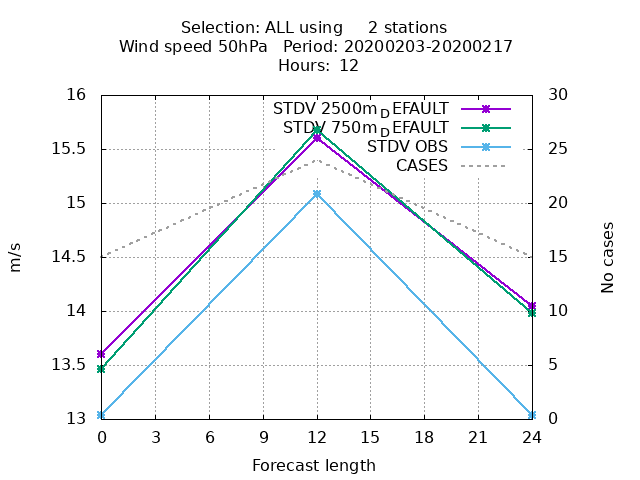 Selection: ALL using     2 stations
Wind speed 50hPa   Period: 20200203-20200217
Hours:  12
16
15.5
15
14.5
14
13.5
13
30
25
20
15
10
5
0
STDV 2500mDEFAULT
STDV 750mDEFAULT
STDV OBS
CASES
m/s
No cases
0 3 6 9 12 15 18 21 24
Forecast length